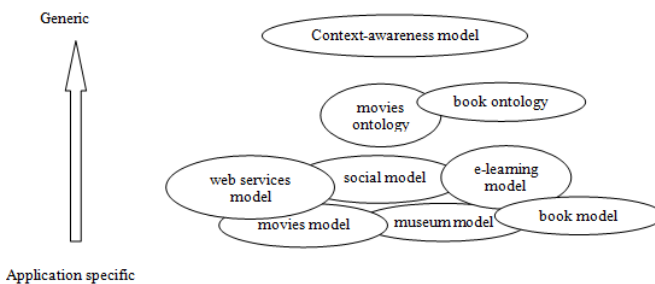 Generic
Context-awareness model
movies
ontology
book ontology
web services
model
social model
e-learning
model
movies model
museum model
book model
Application specific